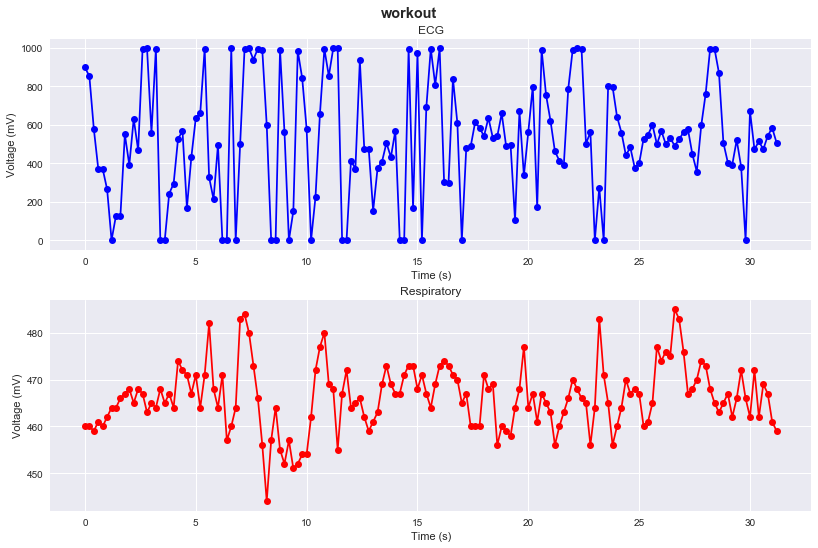 workout
ECG
Voltage (mV)
1000
800
600
400
200
0
0 5 10 15 20 25 30
Time (s)
Respiratory
Voltage (mV)
480
470
460
450
0 5 10 15 20 25 30
Time (s)